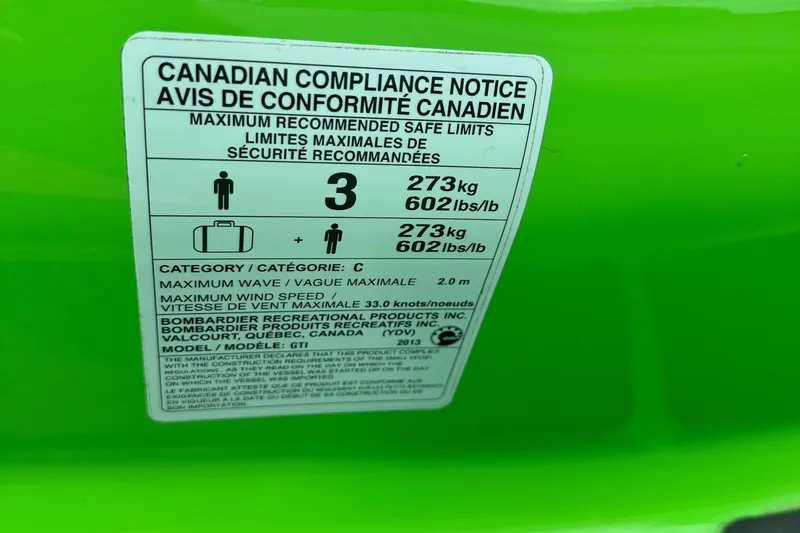 CANADIAN COMPLIANCE NOTICE
AVIS DE CONFORMITÉ CANADIEN
MAXIMUM RECOMMENDED SAFE LIMITS
LIMITES MAXIMALES DE
SÉCURITÉ RECOMMANDÉES
3 273kg
602lbs/lb
+ 273kg
602lbs/lb
CATEGORY / CATÉGORIE: C
MAXIMUM WAVE / VAGUE MAXIMALE 2.0 m
MAXIMUM WIND SPEED /
VITESSE DE VENT MAXIMALE 33.0 knots/noeuds
BOMBARDIER RECREATIONAL PRODUCTS INC.
BOMBARDIER PRODUITS RECREATIFS INC.
VALCOURT, QUÉBEC, CANADA (YDV)
MODEL / MODÈLE: GTI 2013
THE MANUFACTURER DECLARES THAT THIS PRODUCT COMPLIES
WITH THE CONSTRUCTION REQUIREMENTS OF THE SMALL VESSEL
REGULATIONS, AS THEY READ ON THE DAY ON WHICH THE
CONSTRUCTION OF THE VESSEL WAS STARTED OR ON THE DAY
ON WHICH THE VESSEL WAS IMPORTED.
LE FABRICANT ATTESTE QUE CE PRODUIT EST CONFORME AUX
EXIGENCES DE CONSTRUCTION DU RÈGLEMENT SUR LES PETITS BÂTIMENTS
EN VIGUEUR À LA DATE DU DÉBUT DE SA CONSTRUCTION OU DE
SON IMPORTATION.